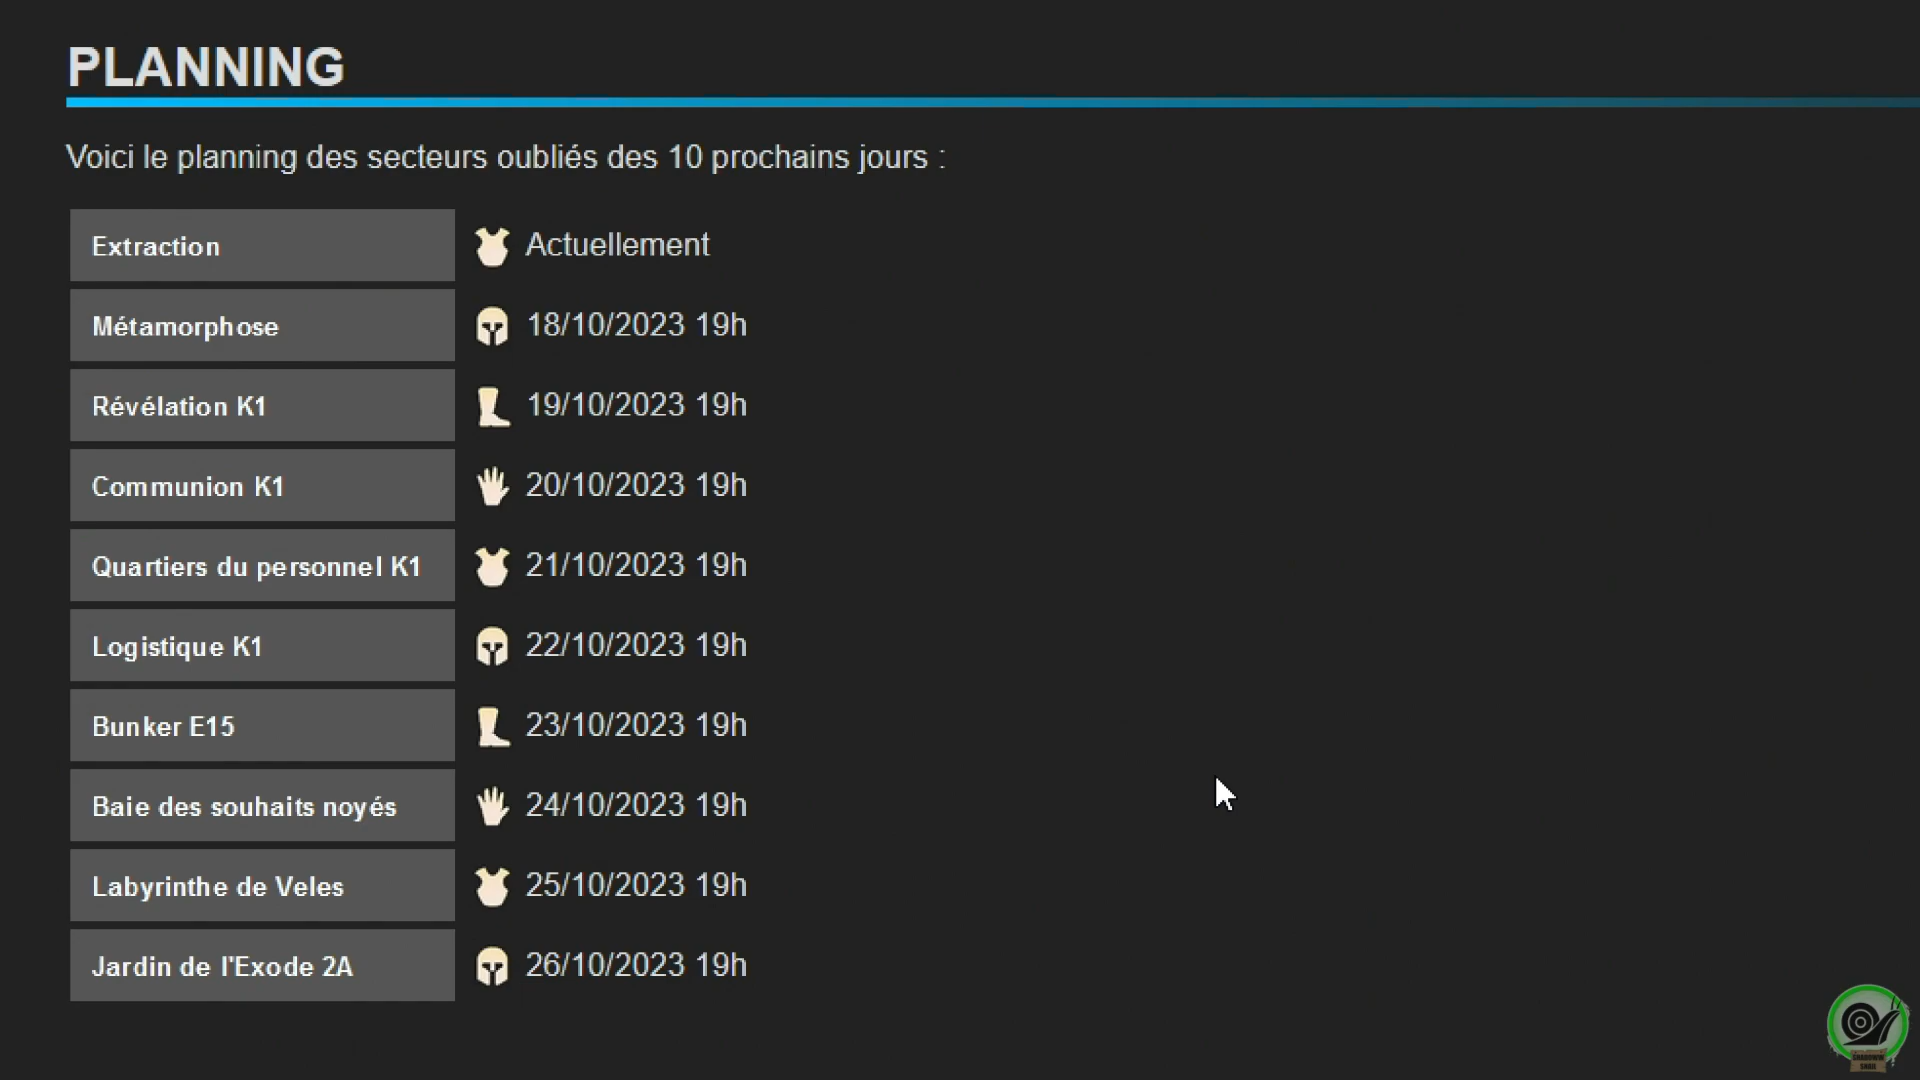 PLANNING
Voici le planning des secteurs oubliés des 10 prochains jours :
Extraction Actuellement
Métamorphose 18/10/2023 19h
Révélation K1 19/10/2023 19h
Communion K1 20/10/2023 19h
Quartiers du personnel K1 21/10/2023 19h
Logistique K1 22/10/2023 19h
Bunker E15 23/10/2023 19h
Baie des souhaits noyés 24/10/2023 19h
Labyrinthe de Veles 25/10/2023 19h
Jardin de l'Exode 2A 26/10/2023 19h